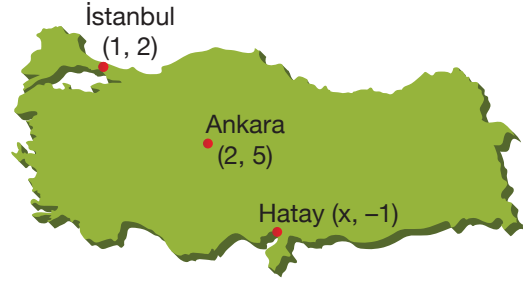 İstanbul
(1, 2)
Ankara
(2, 5)
Hatay (x, –1)